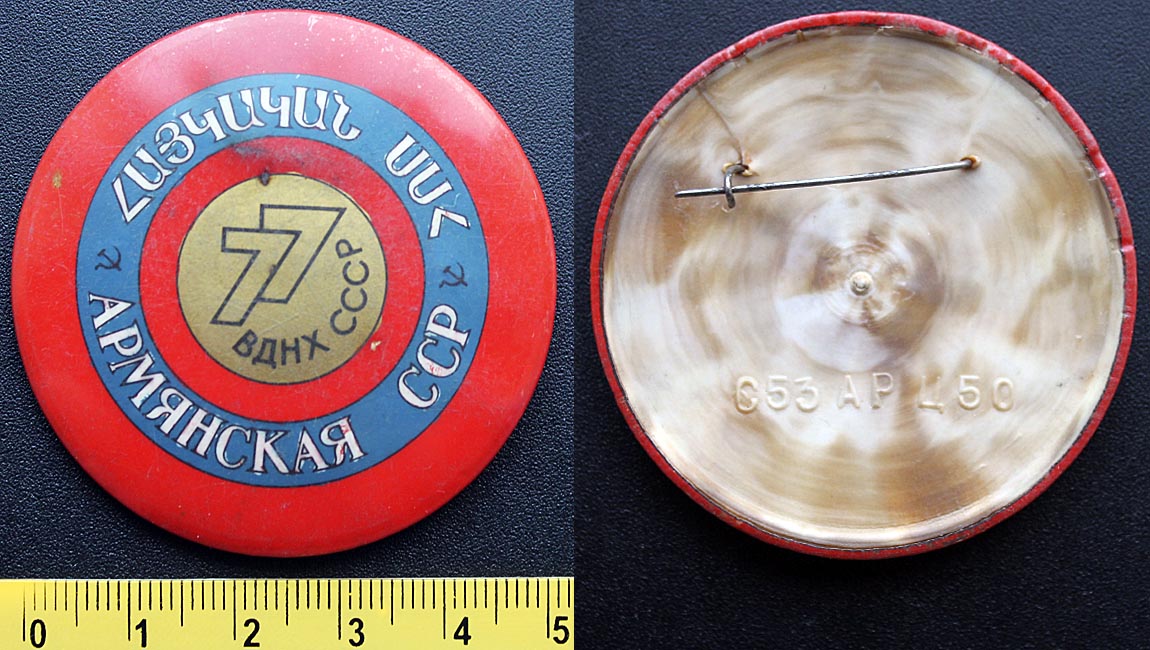 ՀԱՅԿԱԿԱՆ ՍՍՀ
77
ВДНХ СССР
АРМЯНСКАЯ ССР
0 1 2 3 4 5
С53 АР Ц50